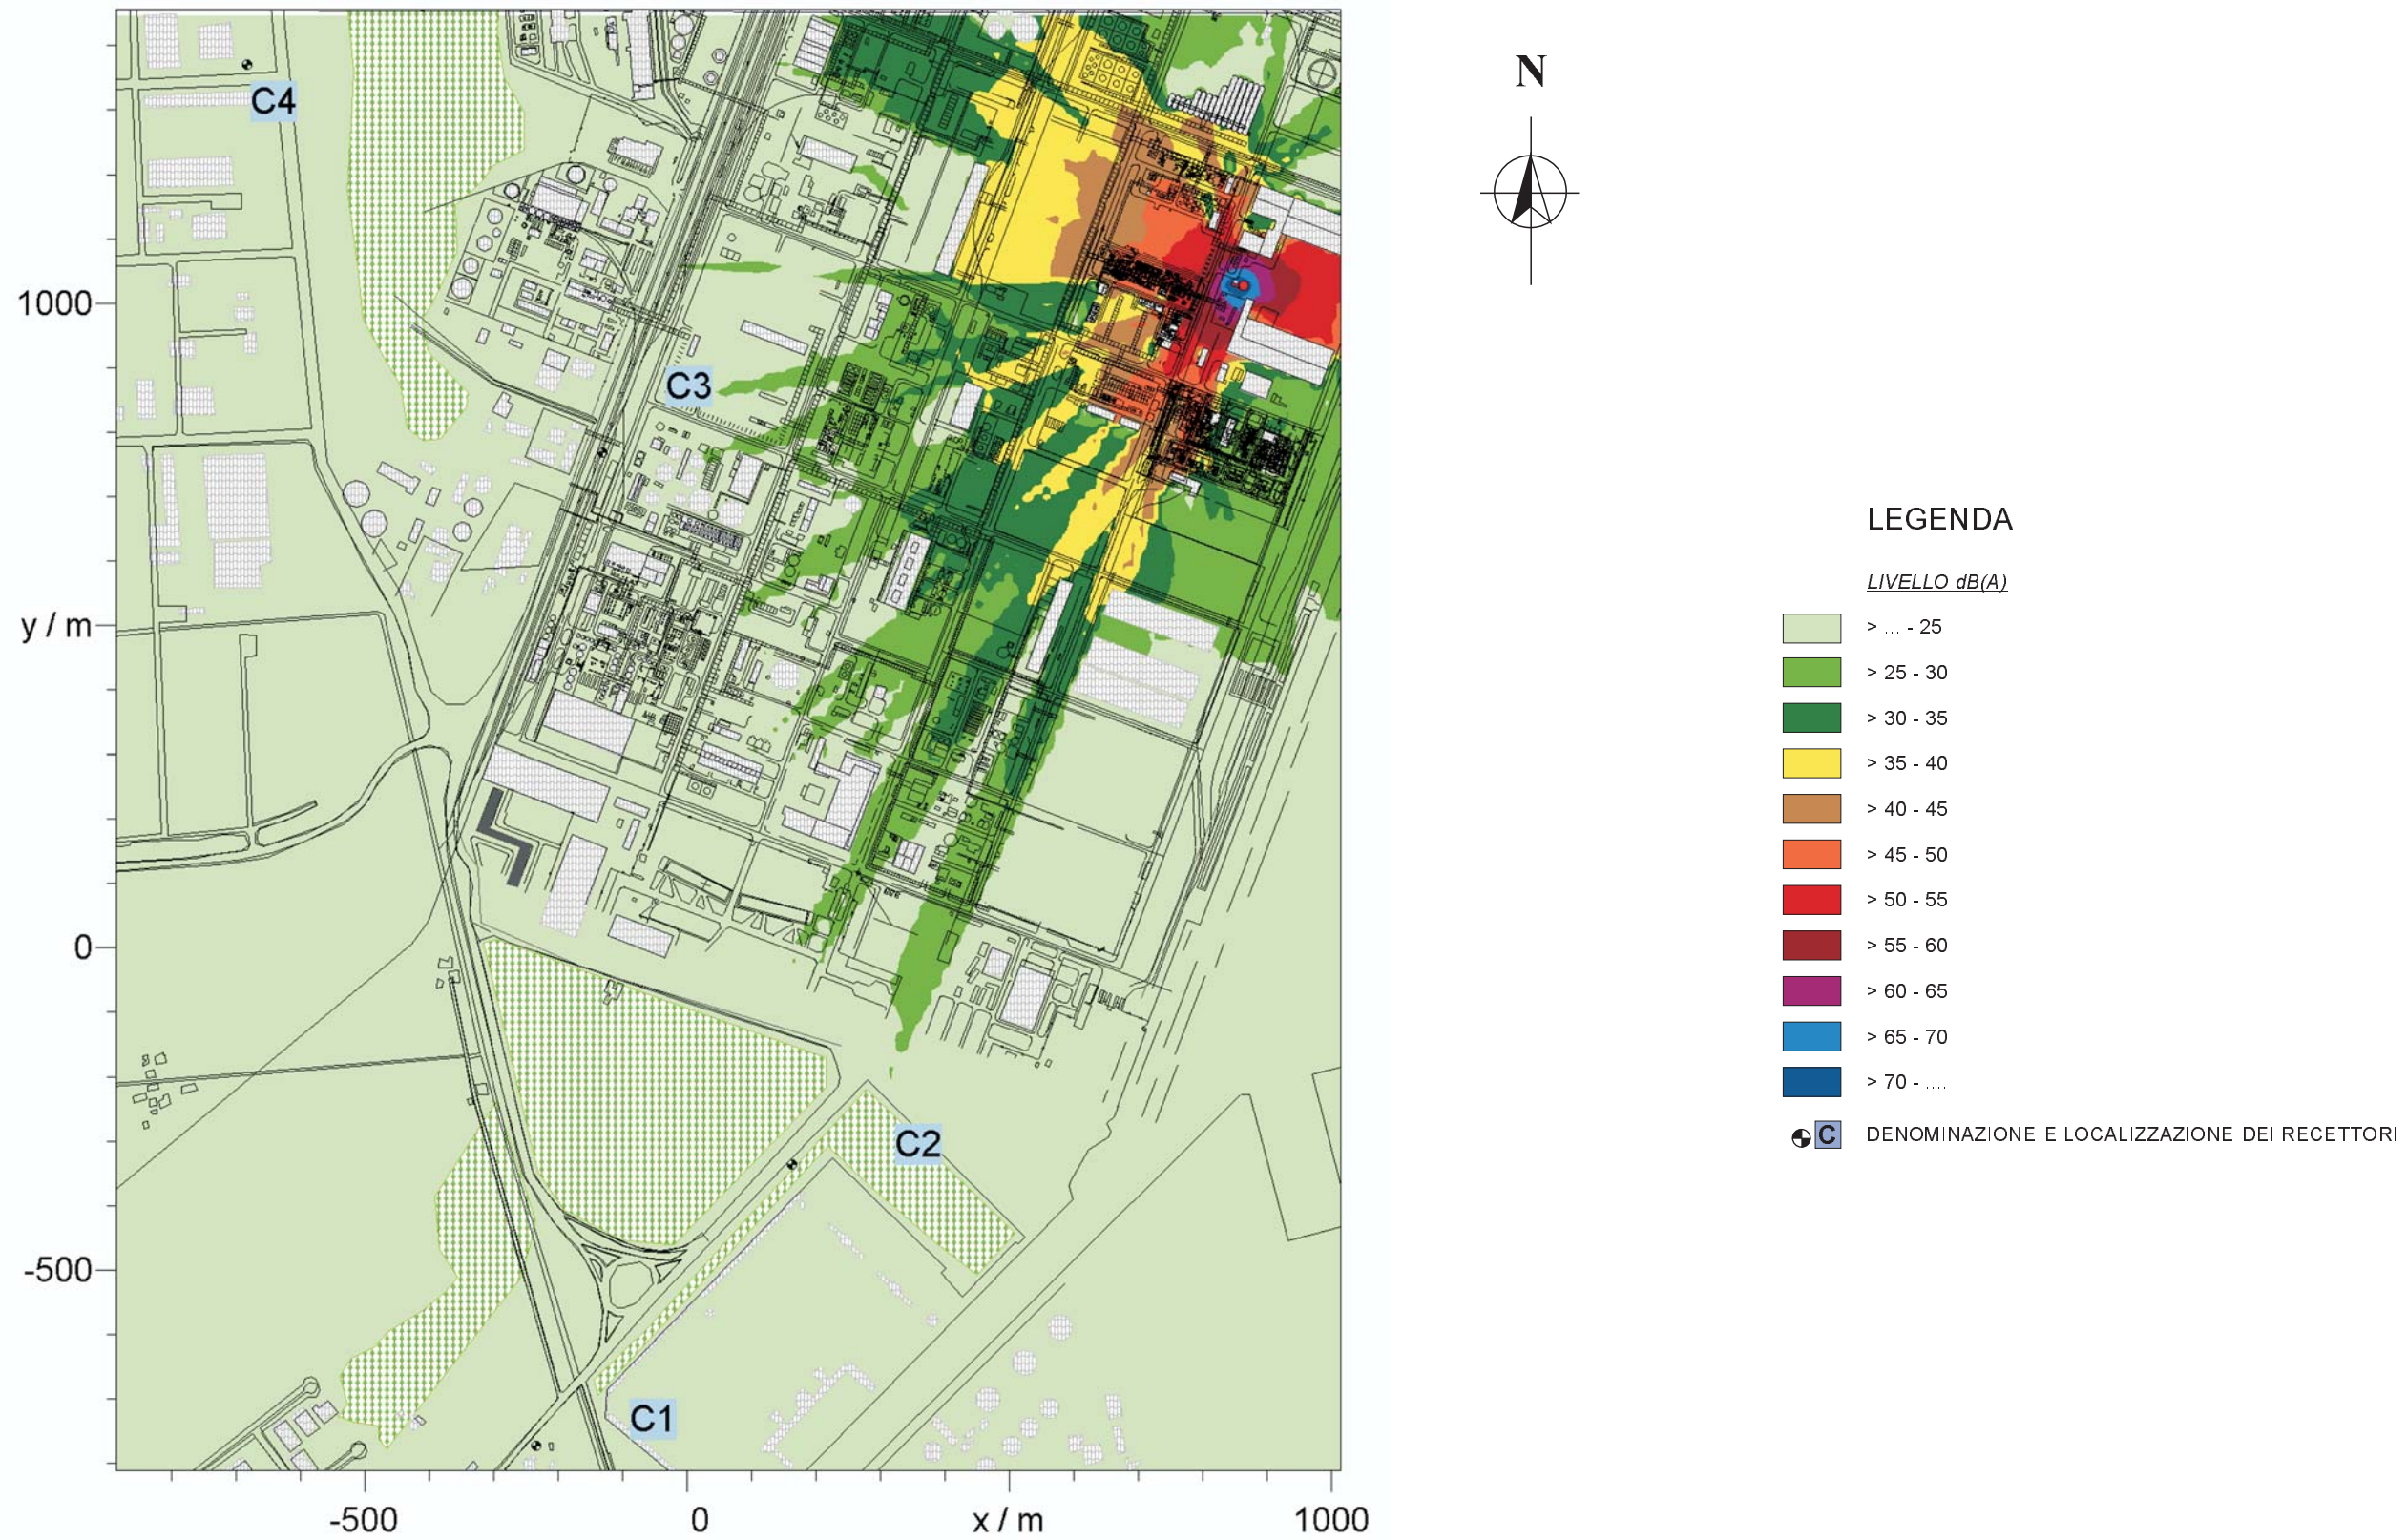 C4
N
1000
C3
LEGENDA
LIVELLO dB(A)
y / m
> ... - 25
> 25 - 30
> 30 - 35
> 35 - 40
> 40 - 45
> 45 - 50
> 50 - 55
0
> 55 - 60
> 60 - 65
> 65 - 70
> 70 - ....
C DENOMINAZIONE E LOCALIZZAZIONE DEI RECETTORI
C2
-500
C1
-500 0 x / m 1000